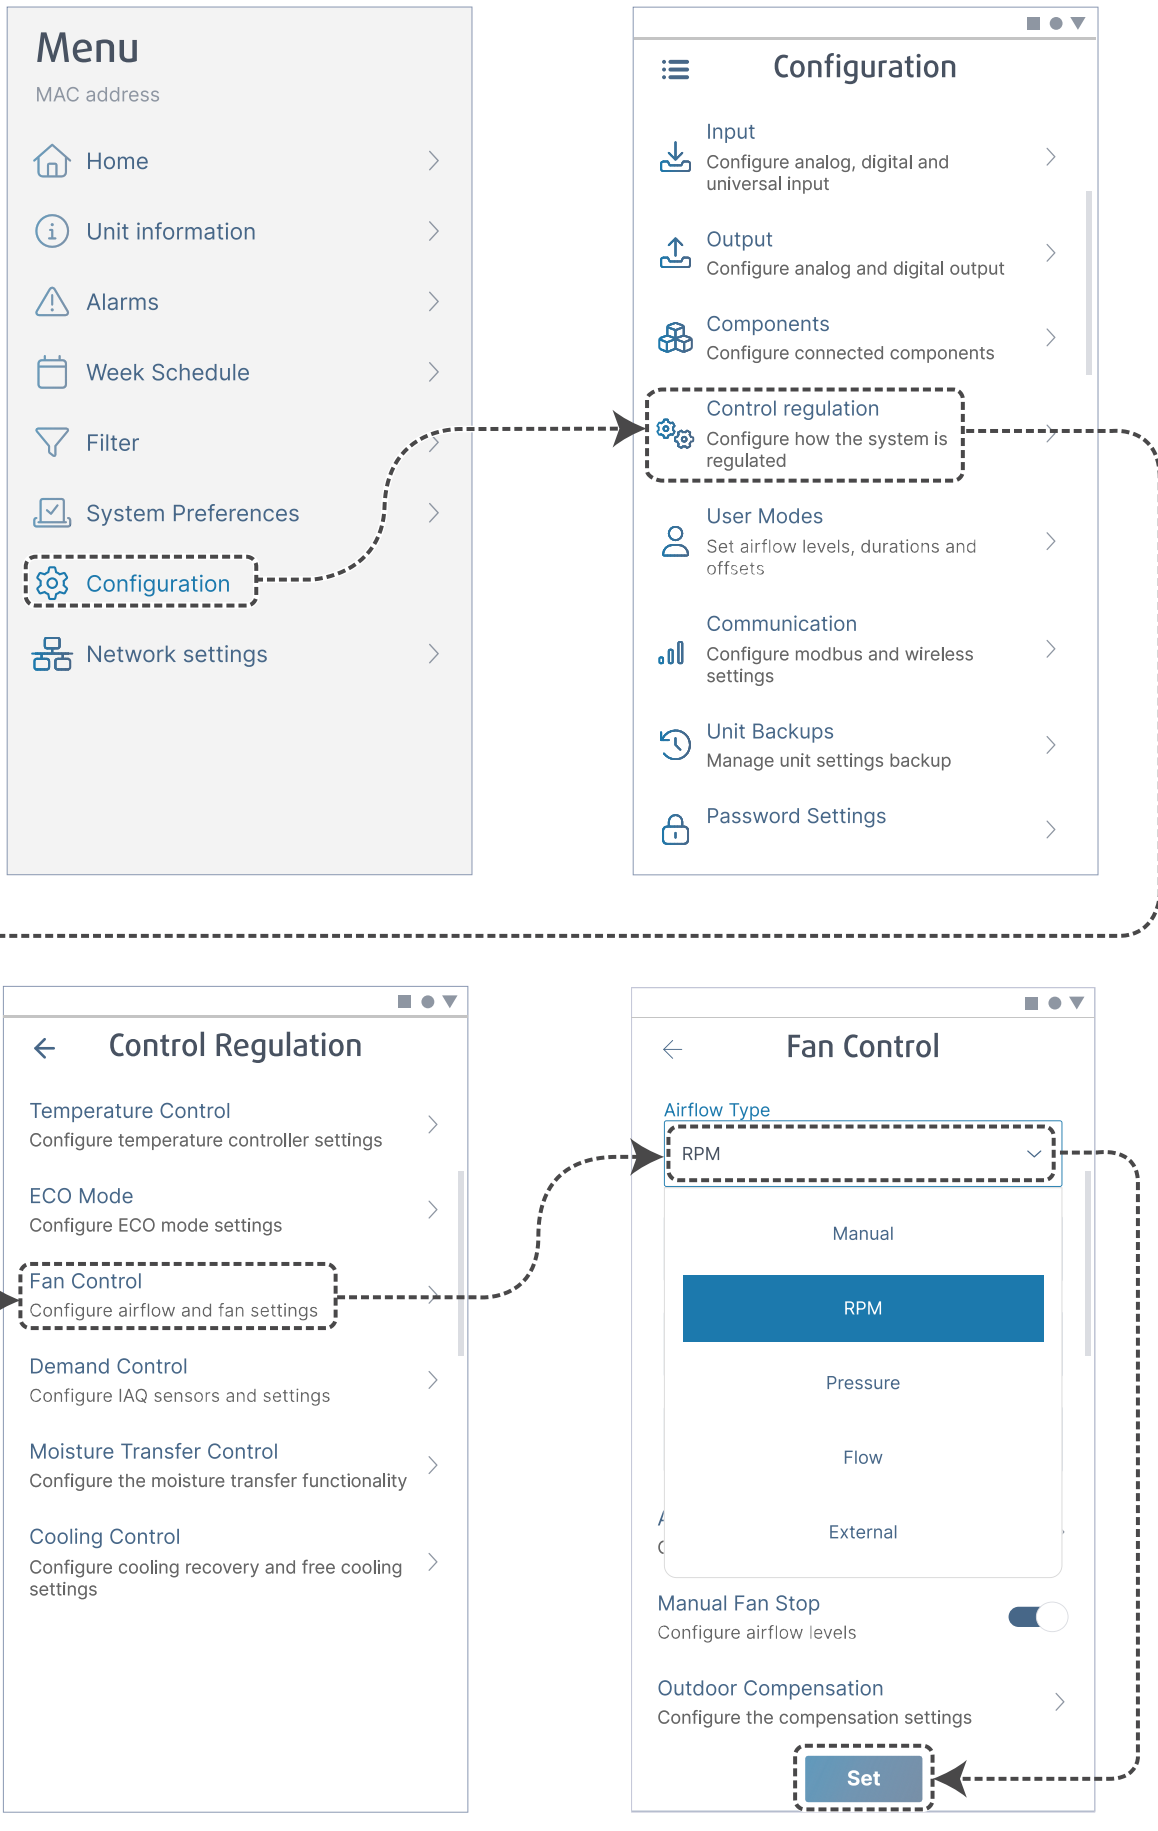 Menu
MAC address
Home
Unit information
Alarms
Week Schedule
Filter
System Preferences
Configuration
Network settings
Configuration
Input
Configure analog, digital and
universal input
Output
Configure analog and digital output
Components
Configure connected components
Control regulation
Configure how the system is
regulated
User Modes
Set airflow levels, durations and
offsets
Communication
Configure modbus and wireless
settings
Unit Backups
Manage unit settings backup
Password Settings
Control Regulation
Temperature Control
Configure temperature controller settings
ECO Mode
Configure ECO mode settings
Fan Control
Configure airflow and fan settings
Demand Control
Configure IAQ sensors and settings
Moisture Transfer Control
Configure the moisture transfer functionality
Cooling Control
Configure cooling recovery and free cooling
settings
Fan Control
Airflow Type
RPM
Manual
RPM
Pressure
Flow
External
Manual Fan Stop
Configure airflow levels
Outdoor Compensation
Configure the compensation settings
Set